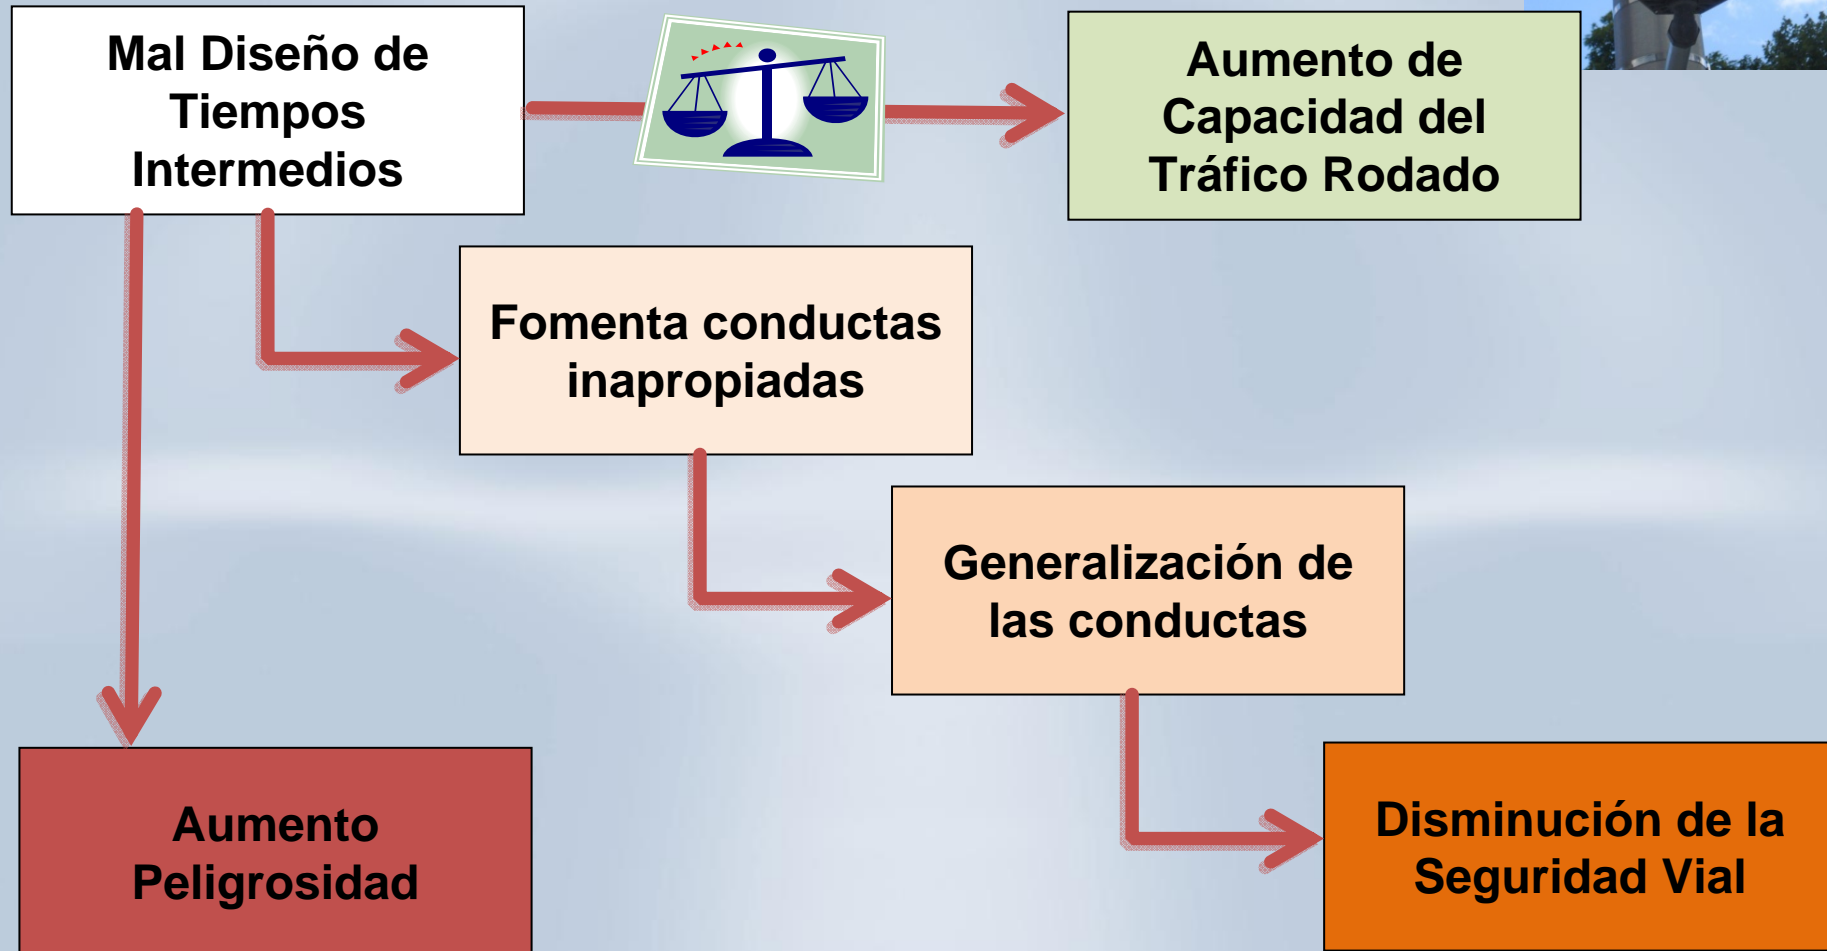 Mal Diseño de
Tiempos
Intermedios
Aumento de
Capacidad del
Tráfico Rodado
Fomenta conductas
inapropiadas
Generalización de
las conductas
Aumento
Peligrosidad
Disminución de la
Seguridad Vial